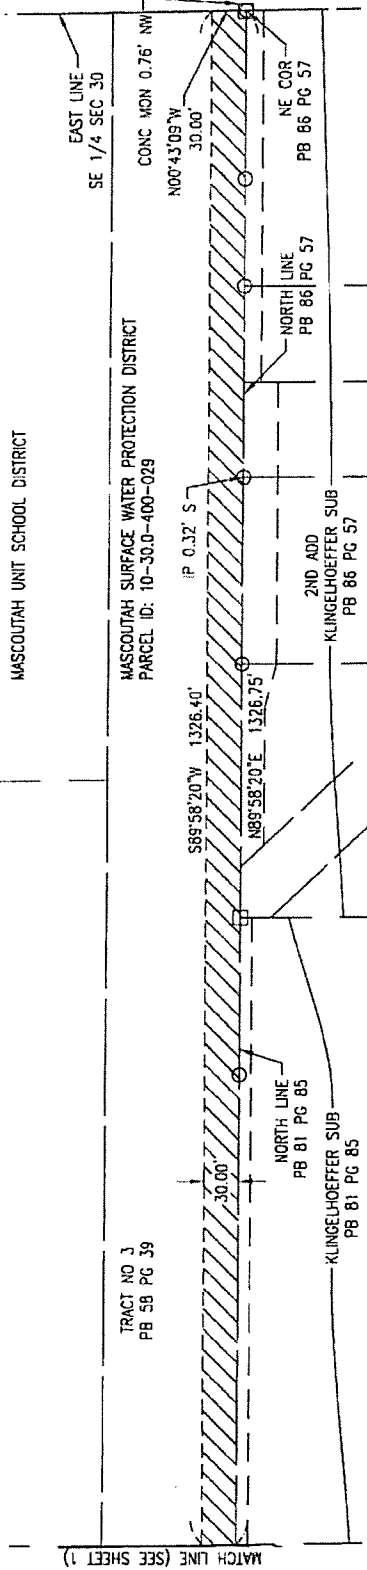 MASCOUTAH UNIT SCHOOL DISTRICT
EAST LINE
SE 1/4 SEC 30
MASCOUTAH SURFACE WATER PROTECTION DISTRICT
PARCEL ID: 10-30.0-400-029
TRACT NO 3
PB 58 PG 39
CONC MON 0.76' NW
N00°43'09"W
30.00'
IP 0.32' S
S89°58'20"W 1326.40'
N89°58'20"E 1326.75'
30.00'
MATCH LINE (SEE SHEET 1)
NE COR
PB 86 PG 57
NORTH LINE
PB 86 PG 57
NORTH LINE
PB 81 PG 85
2ND ADD
KLINGELHOEFFER SUB
PB 86 PG 57
KLINGELHOEFFER SUB
PB 81 PG 85